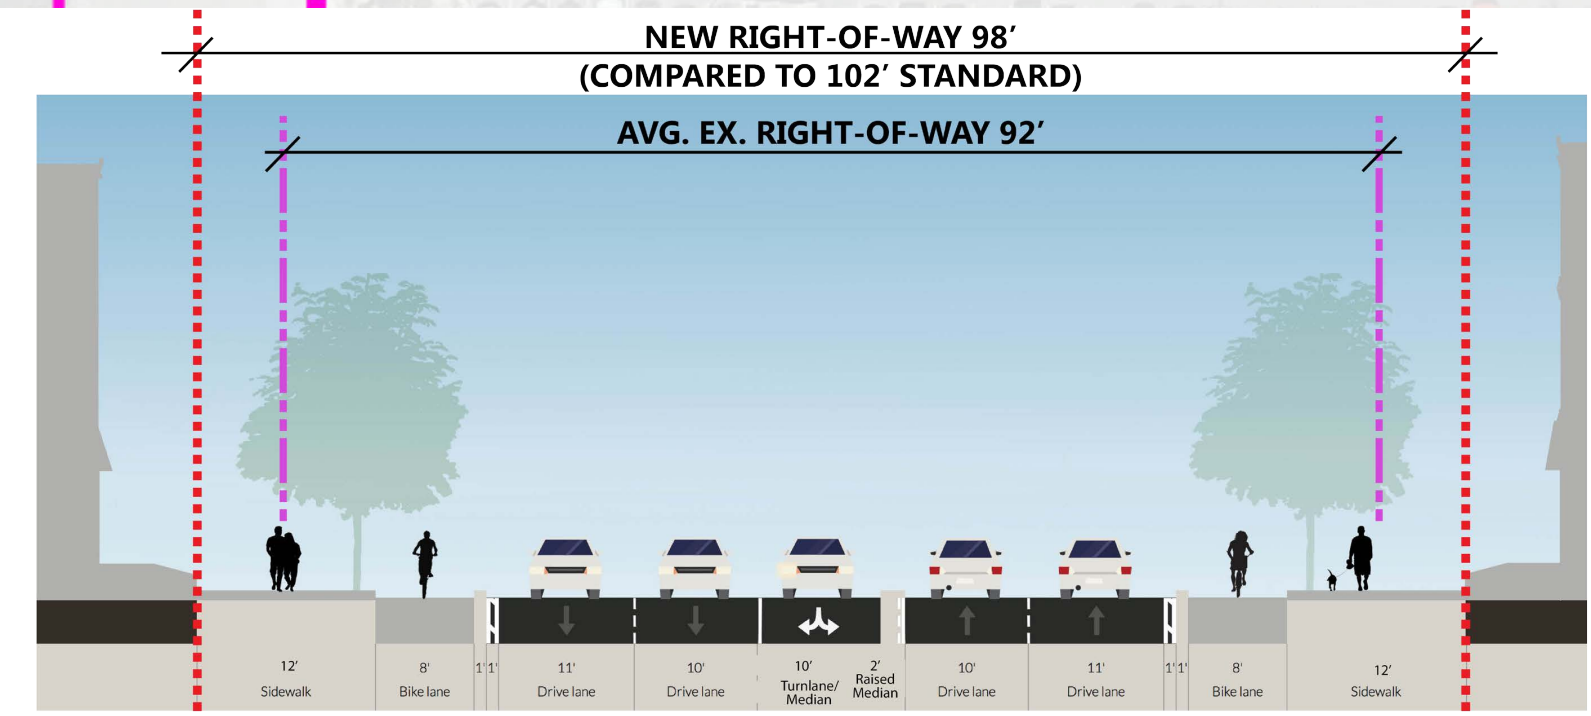 NEW RIGHT-OF-WAY 98’
(COMPARED TO 102’ STANDARD)
AVG. EX. RIGHT-OF-WAY 92’
12’
Sidewalk
8'
Bike lane
1'
1'
11'
Drive lane
10'
Drive lane
10'
Turnlane/
Median
2’
Raised
Median
10'
Drive lane
11'
Drive lane
1'
1'
8'
Bike lane
12’
Sidewalk